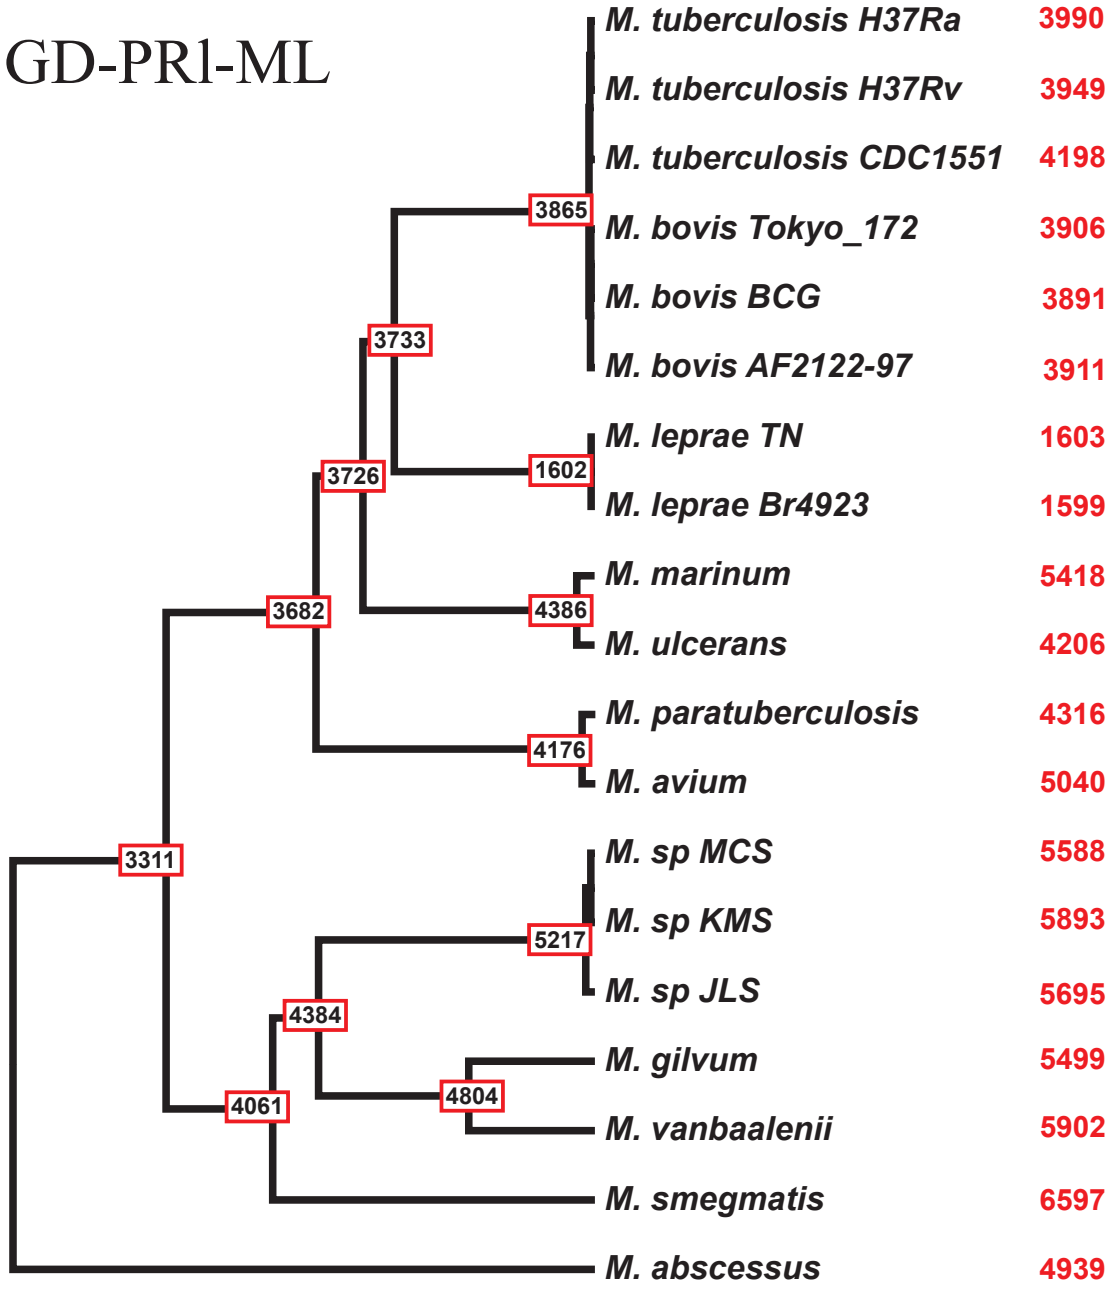 GD-PR1-ML
M. tuberculosis H37Ra 3990
M. tuberculosis H37Rv 3949
M. tuberculosis CDC1551 4198
3865
M. bovis Tokyo_172 3906
M. bovis BCG 3891
3733
M. bovis AF2122-97 3911
M. leprae TN 1603
1602
3726
M. leprae Br4923 1599
M. marinum 5418
4386
3682
M. ulcerans 4206
M. paratuberculosis 4316
4176
M. avium 5040
M. sp MCS 5588
3311
M. sp KMS 5893
5217
M. sp JLS 5695
4384
M. gilvum 5499
4804
4061
M. vanbaalenii 5902
M. smegmatis 6597
M. abscessus 4939